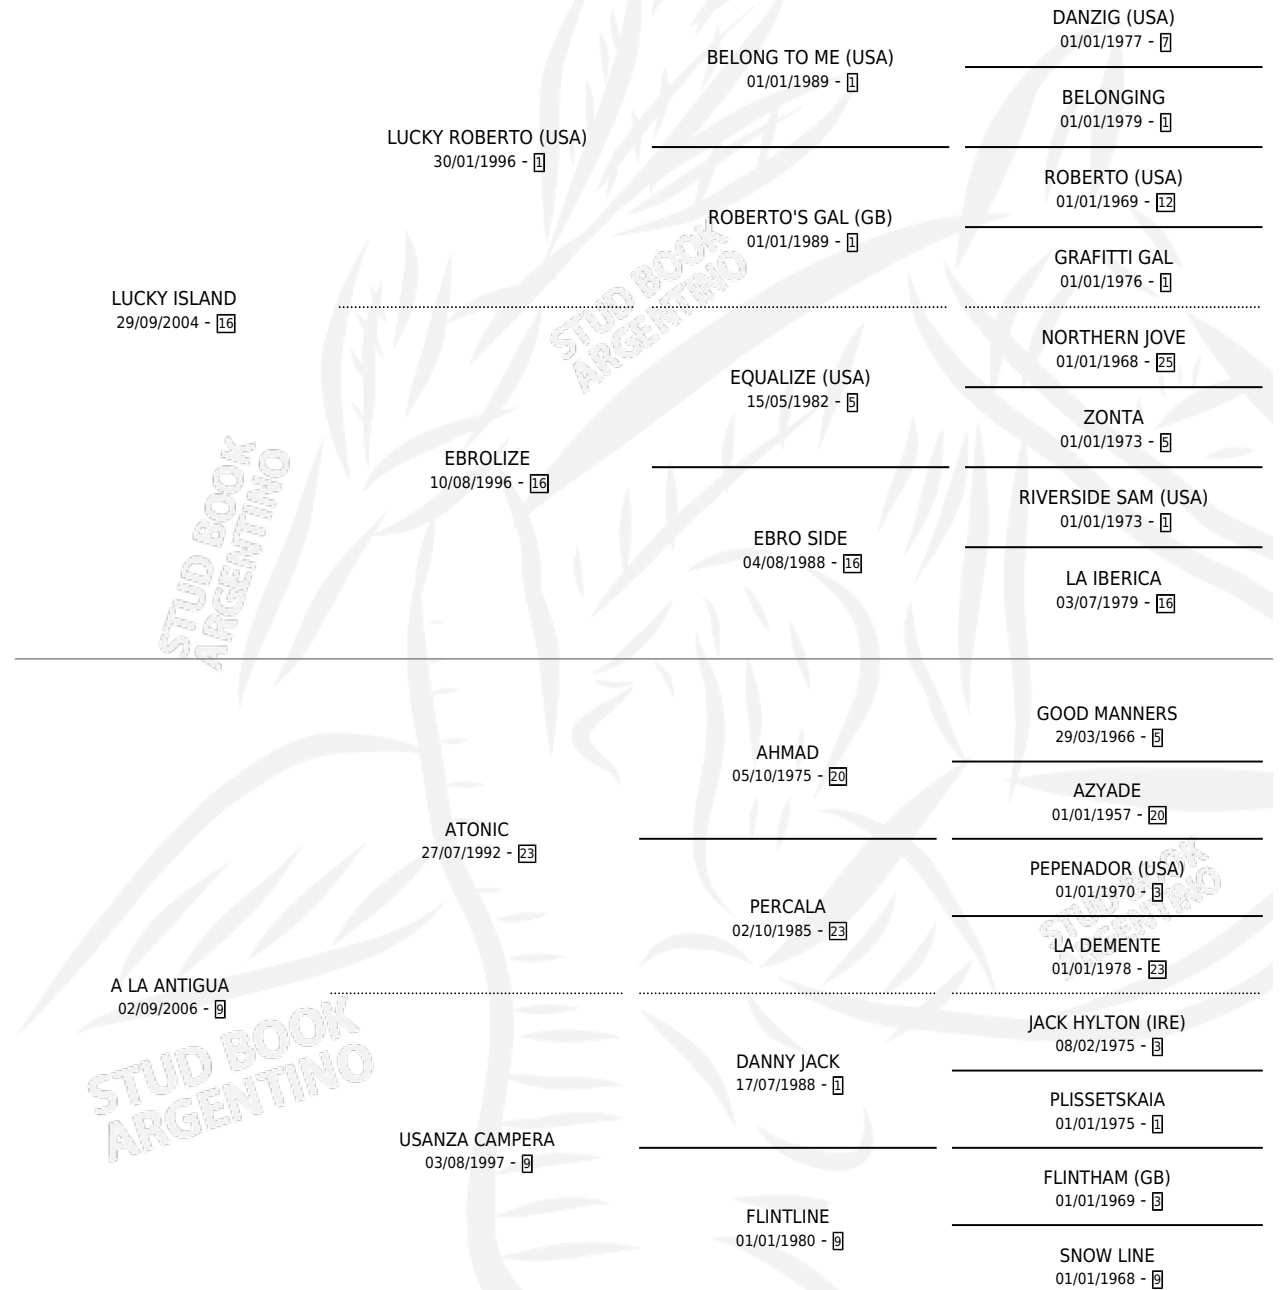 DANZIG (USA)
01/01/1977 - 7
BELONG TO ME (USA)
01/01/1989 - 1
BELONGING
01/01/1979 - 1
LUCKY ROBERTO (USA)
30/01/1996 - 1
ROBERTO (USA)
01/01/1969 - 12
ROBERTO'S GAL (GB)
01/01/1989 - 1
GRAFITTI GAL
01/01/1976 - 1
LUCKY ISLAND
29/09/2004 - 16
NORTHERN JOVE
01/01/1968 - 25
EQUALIZE (USA)
15/05/1982 - 5
ZONTA
01/01/1973 - 5
EBROLIZE
10/08/1996 - 16
RIVERSIDE SAM (USA)
01/01/1973 - 1
EBRO SIDE
04/08/1988 - 16
LA IBERICA
03/07/1979 - 16
GOOD MANNERS
29/03/1966 - 5
AHMAD
05/10/1975 - 20
AZYADE
01/01/1957 - 20
ATONIC
27/07/1992 - 23
PEPENADOR (USA)
01/01/1970 - 3
PERCALA
02/10/1985 - 23
LA DEMENTE
01/01/1978 - 23
A LA ANTIGUA
02/09/2006 - 9
JACK HYLTON (IRE)
08/02/1975 - 3
DANNY JACK
17/07/1988 - 1
PLISSETSKAIA
01/01/1975 - 1
USANZA CAMPERA
03/08/1997 - 9
FLINTHAM (GB)
01/01/1969 - 3
FLINTLINE
01/01/1980 - 9
SNOW LINE
01/01/1968 - 9
STUD BOOK
ARGENTINO
STUD BOOK
ARGENTINO
STUD BOOK
ARGENTINO
STUD BOOK
ARGENTINO